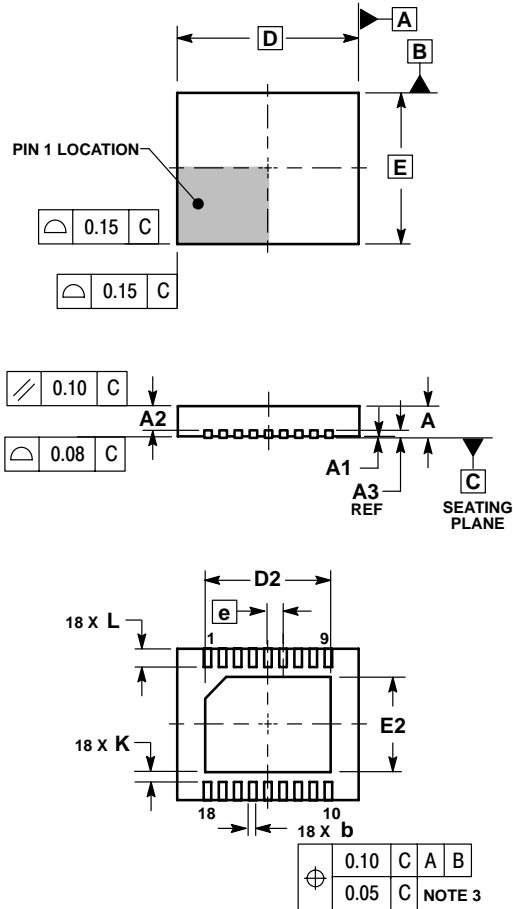 D
A
B
PIN 1 LOCATION
E
⌓ 0.15 C
⌓ 0.15 C
// 0.10 C
A2
A
⌓ 0.08 C
A1
A3
REF
C
SEATING
PLANE
D2
e
18 X L
1
9
E2
18 X K
18
10
18 X b
⌖ 0.10 C A B
0.05 C NOTE 3